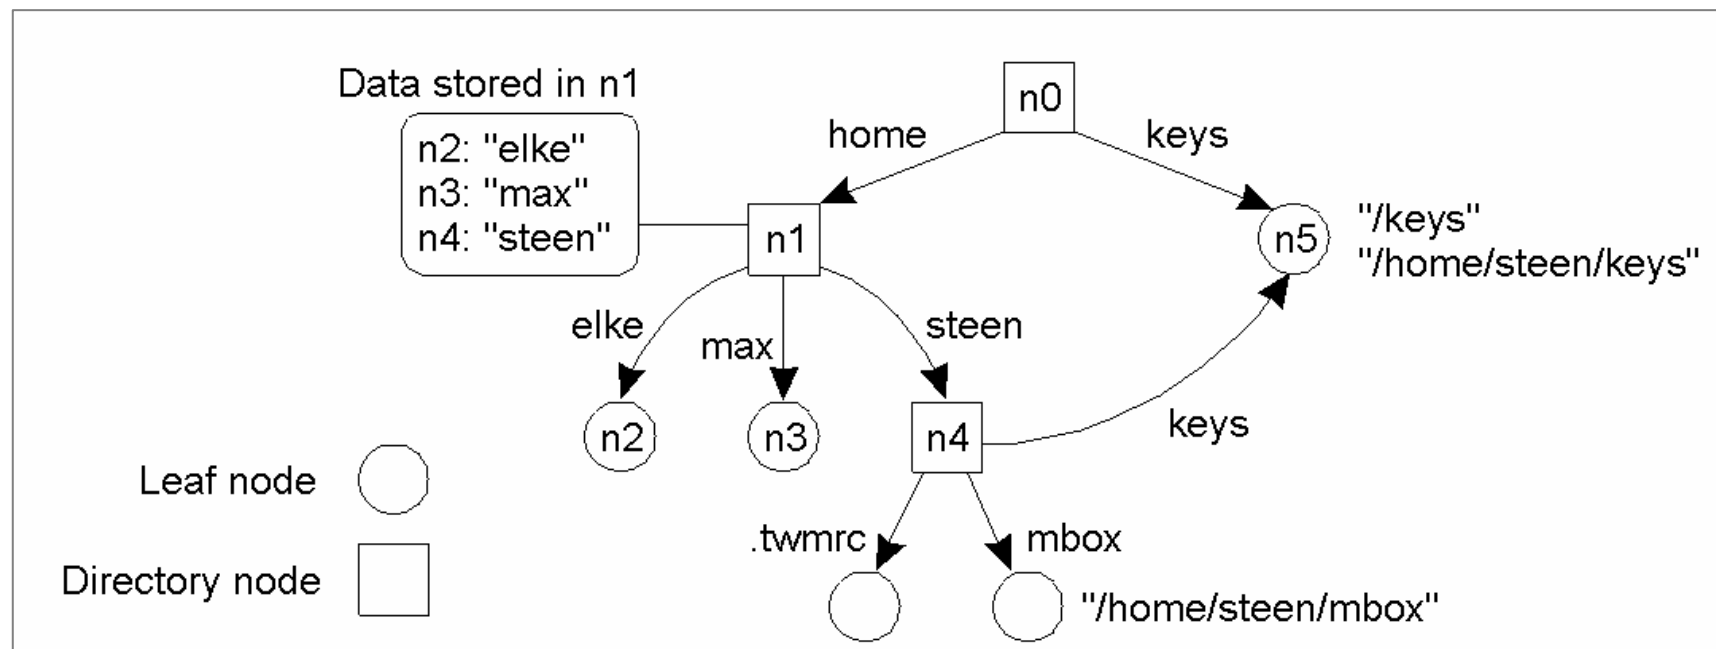 Data stored in n1
n2: "elke"
n3: "max"
n4: "steen"
n0
home
keys
n1
n5
"/keys"
"/home/steen/keys"
elke
max
steen
n2
n3
n4
keys
Leaf node
.twmrc
mbox
Directory node
"/home/steen/mbox"